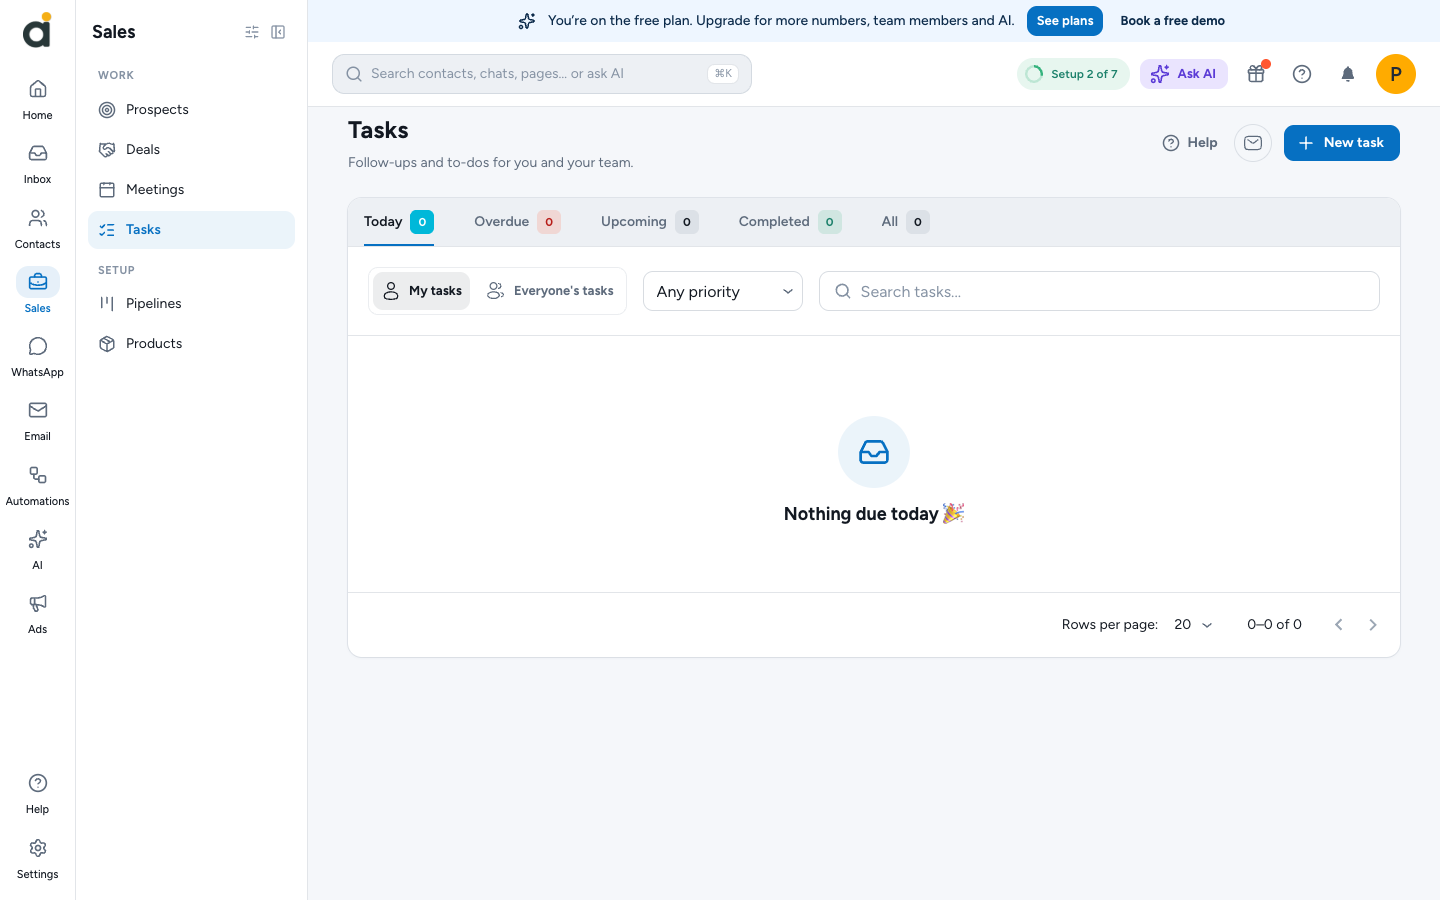 You're on the free plan. Upgrade for more numbers, team members and AI. See plans Book a free demo
Search contacts, chats, pages... or ask AI ⌘K
Setup 2 of 7
Ask AI
P
Home
Inbox
Contacts
Sales
WhatsApp
Email
Automations
AI
Ads
Help
Settings
Sales
WORK
Prospects
Deals
Meetings
Tasks
SETUP
Pipelines
Products
Tasks
Follow-ups and to-dos for you and your team.
Help
New task
Today 0 Overdue 0 Upcoming 0 Completed 0 All 0
My tasks Everyone's tasks Any priority Search tasks...
Nothing due today 🎉
Rows per page: 20 0–0 of 0